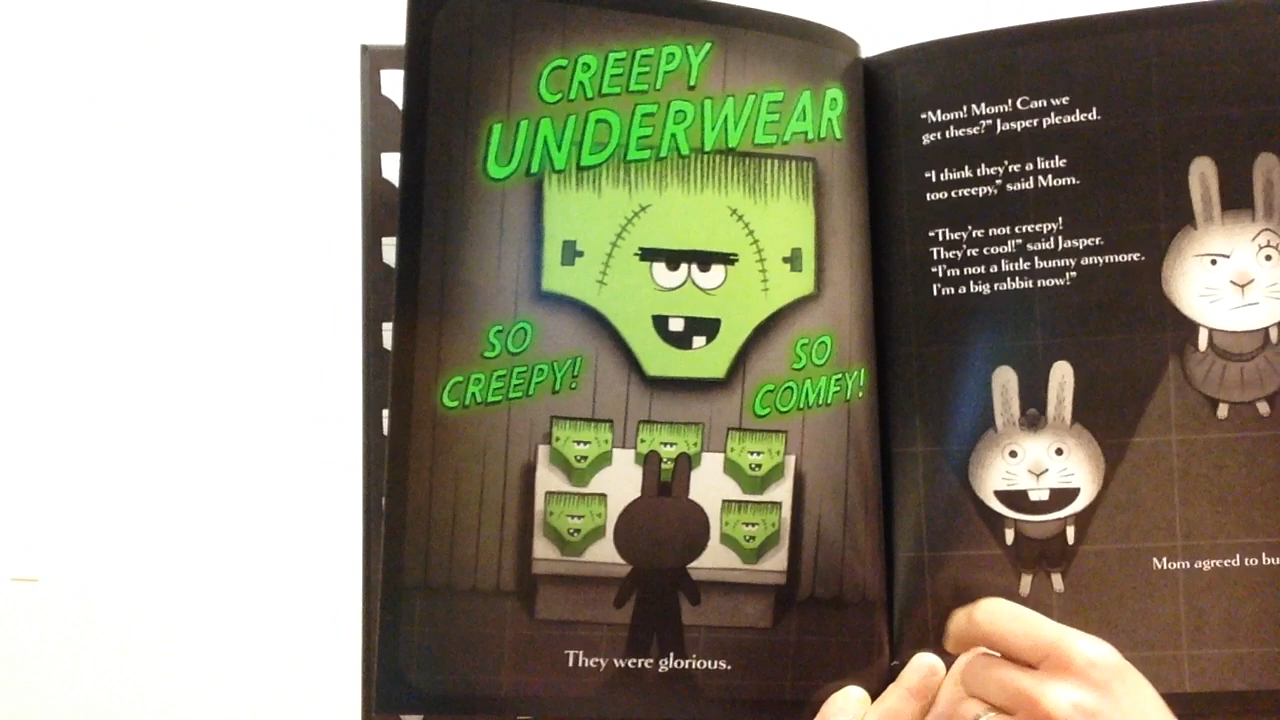 CREEPY
UNDERWEAR
SO
CREEPY!
SO
COMFY!
They were glorious.
“Mom! Mom! Can we
get these?” Jasper pleaded.
“I think they’re a little
too creepy,” said Mom.
“They’re not creepy!
They’re cool!” said Jasper.
“I’m not a little bunny anymore.
I’m a big rabbit now!”
Mom agreed to bu